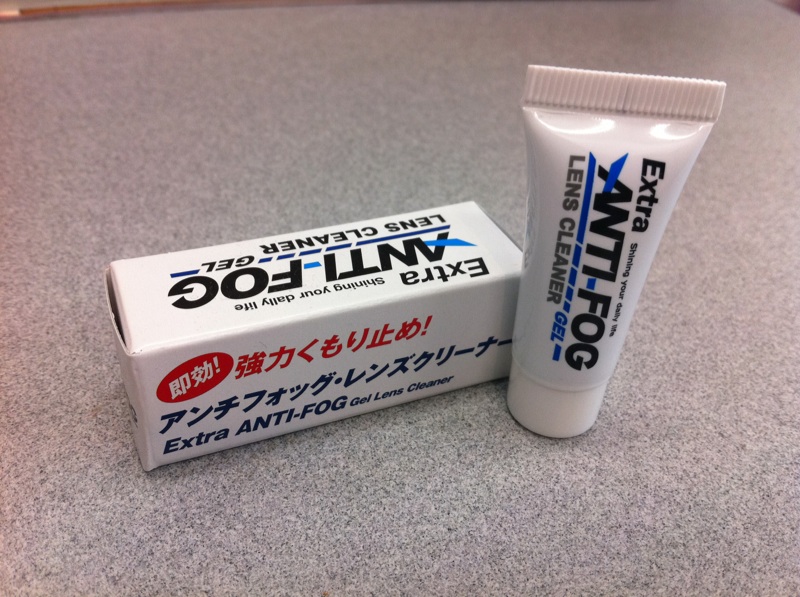 Extra
ANTI-FOG
Shining your daily life
LENS CLEANER
GEL
即効!
強力くもり止め!
アンチフォッグ・レンズクリーナー
Extra ANTI-FOG Gel Lens Cleaner
Extra
ANTI-FOG
Shining your daily life
LENS CLEANER GEL